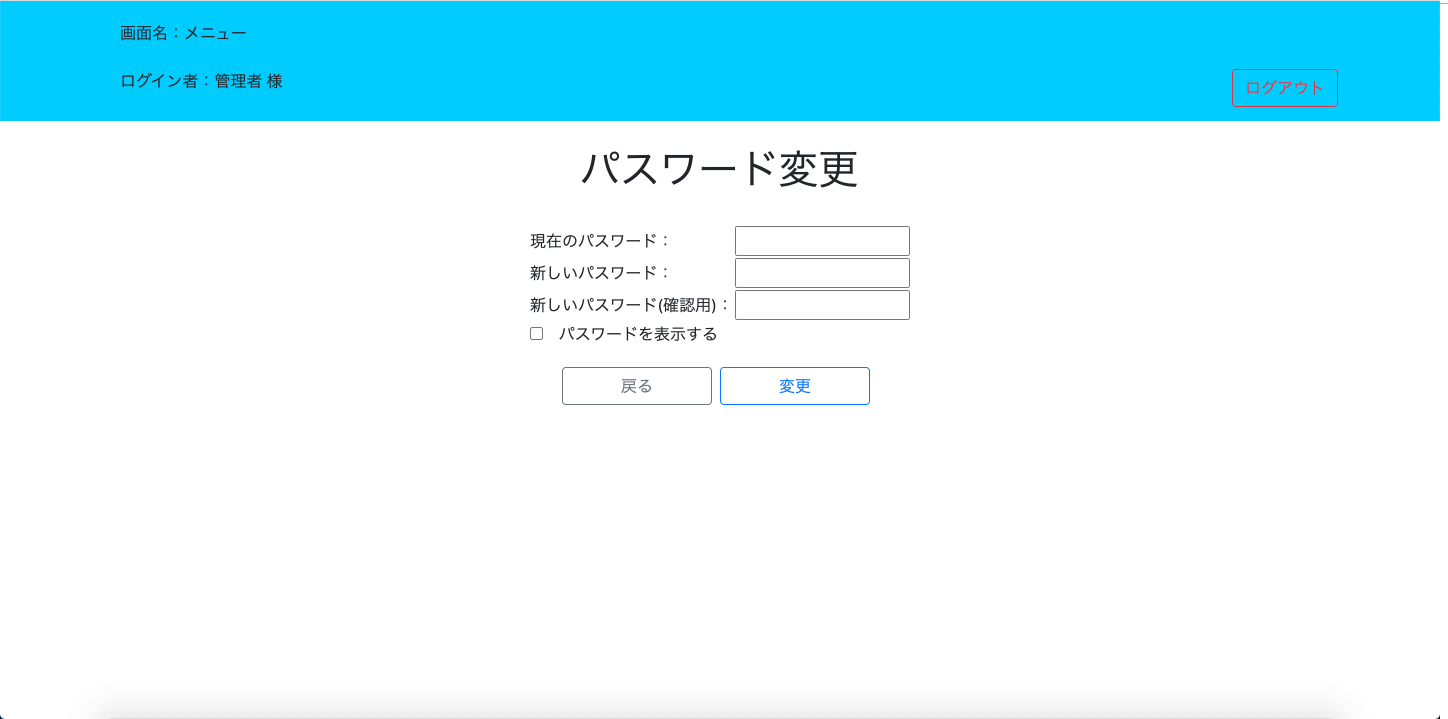 画面名：メニュー
ログイン者：管理者 様
ログアウト
パスワード変更
現在のパスワード：
新しいパスワード：
新しいパスワード(確認用)：
パスワードを表示する
戻る
変更